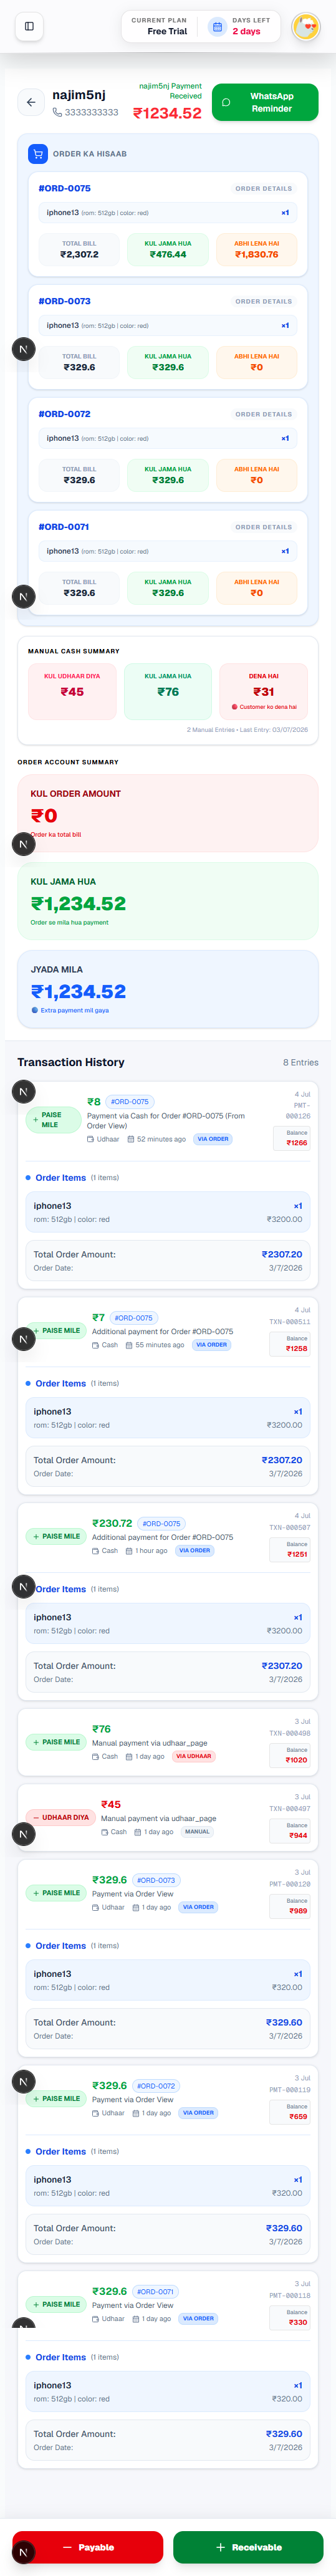 CURRENT PLAN
Free Trial
DAYS LEFT
2 days
najim5nj
3333333333
najim5nj Payment
Received
₹1234.52
WhatsApp
Reminder
ORDER KA HISAAB
#ORD-0075
ORDER DETAILS
iphone13 (rom: 512gb | color: red) ×1
TOTAL BILL
₹2,307.2
KUL JAMA HUA
₹476.44
ABHI LENA HAI
₹1,830.76
#ORD-0073
ORDER DETAILS
iphone13 (rom: 512gb | color: red) ×1
TOTAL BILL
₹329.6
KUL JAMA HUA
₹329.6
ABHI LENA HAI
₹0
#ORD-0072
ORDER DETAILS
iphone13 (rom: 512gb | color: red) ×1
TOTAL BILL
₹329.6
KUL JAMA HUA
₹329.6
ABHI LENA HAI
₹0
#ORD-0071
ORDER DETAILS
iphone13 (rom: 512gb | color: red) ×1
TOTAL BILL
₹329.6
KUL JAMA HUA
₹329.6
ABHI LENA HAI
₹0
MANUAL CASH SUMMARY
KUL UDHAAR DIYA
₹45
KUL JAMA HUA
₹76
DENA HAI
₹31
Customer ko dena hai
2 Manual Entries • Last Entry: 03/07/2026
ORDER ACCOUNT SUMMARY
KUL ORDER AMOUNT
₹0
Order ka total bill
KUL JAMA HUA
₹1,234.52
Order se mila hua payment
JYADA MILA
₹1,234.52
Extra payment mil gaya
Transaction History
8 Entries
+ PAISE MILE
₹8 #ORD-0075
Payment via Cash for Order #ORD-0075 (From
Order View)
Udhaar 52 minutes ago VIA ORDER
4 Jul
PMT-
000126
Balance
₹1266
Order Items (1 items)
iphone13 ×1
rom: 512gb | color: red ₹3200.00
Total Order Amount: ₹2307.20
Order Date: 3/7/2026
+ PAISE MILE
₹7 #ORD-0075
Additional payment for Order #ORD-0075
Cash 55 minutes ago VIA ORDER
4 Jul
TXN-000511
Balance
₹1258
Order Items (1 items)
iphone13 ×1
rom: 512gb | color: red ₹3200.00
Total Order Amount: ₹2307.20
Order Date: 3/7/2026
+ PAISE MILE
₹230.72 #ORD-0075
Additional payment for Order #ORD-0075
Cash 1 hour ago VIA ORDER
4 Jul
TXN-000507
Balance
₹1251
Order Items (1 items)
iphone13 ×1
rom: 512gb | color: red ₹3200.00
Total Order Amount: ₹2307.20
Order Date: 3/7/2026
+ PAISE MILE
₹76
Manual payment via udhaar_page
Cash 1 day ago VIA UDHAAR
3 Jul
TXN-000498
Balance
₹1020
− UDHAAR DIYA
₹45
Manual payment via udhaar_page
Cash 1 day ago MANUAL
3 Jul
TXN-000497
Balance
₹944
+ PAISE MILE
₹329.6 #ORD-0073
Payment via Order View
Udhaar 1 day ago VIA ORDER
3 Jul
PMT-000120
Balance
₹989
Order Items (1 items)
iphone13 ×1
rom: 512gb | color: red ₹320.00
Total Order Amount: ₹329.60
Order Date: 3/7/2026
+ PAISE MILE
₹329.6 #ORD-0072
Payment via Order View
Udhaar 1 day ago VIA ORDER
3 Jul
PMT-000119
Balance
₹659
Order Items (1 items)
iphone13 ×1
rom: 512gb | color: red ₹320.00
Total Order Amount: ₹329.60
Order Date: 3/7/2026
+ PAISE MILE
₹329.6 #ORD-0071
Payment via Order View
Udhaar 1 day ago VIA ORDER
3 Jul
PMT-000118
Balance
₹330
Order Items (1 items)
iphone13 ×1
rom: 512gb | color: red ₹320.00
Total Order Amount: ₹329.60
Order Date: 3/7/2026
− Payable
+ Receivable